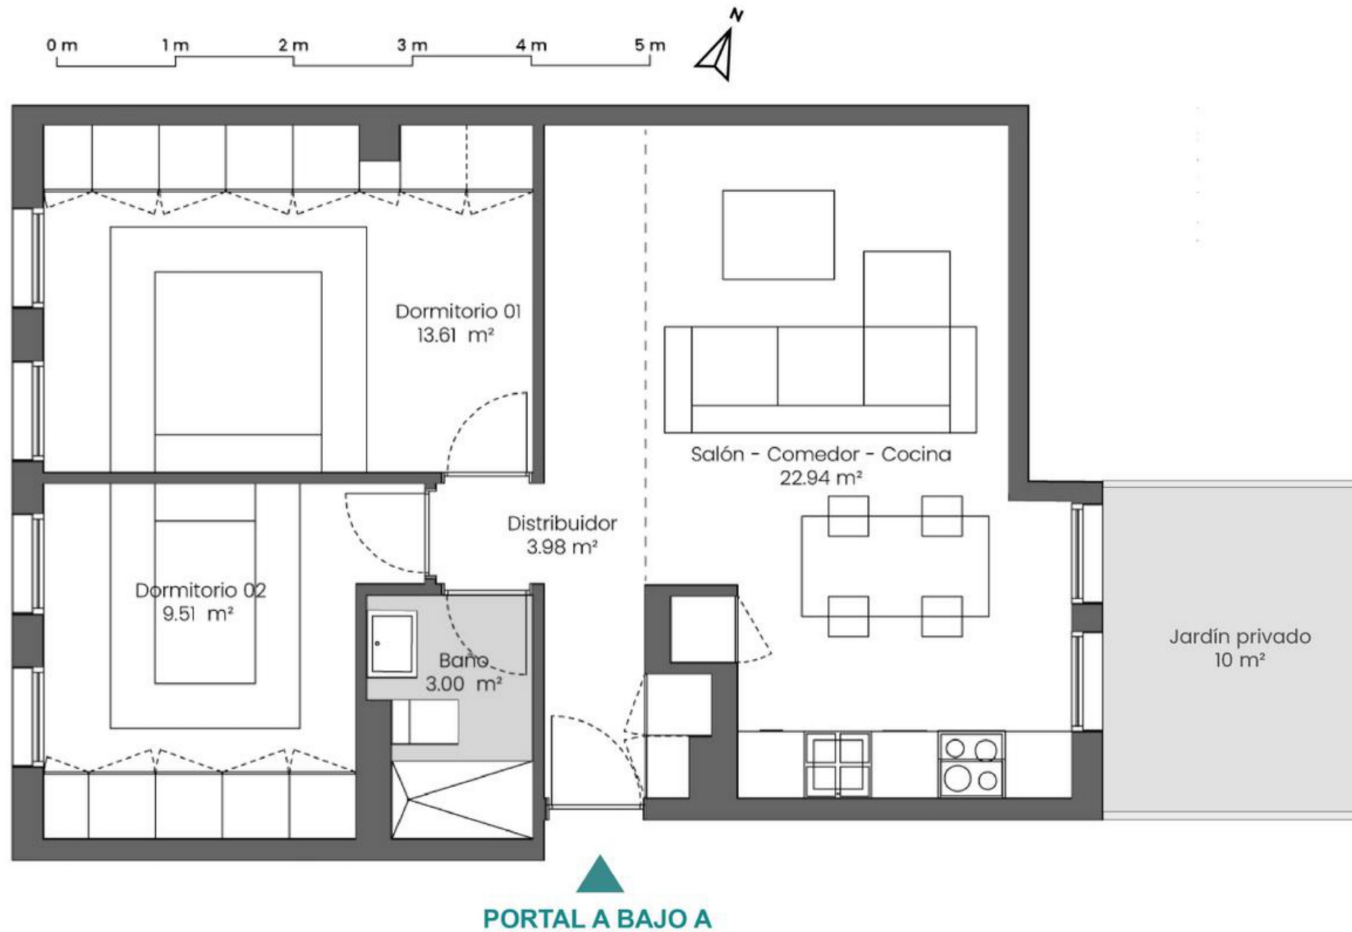 0 m 1 m 2 m 3 m 4 m 5 m
N
Dormitorio 01
13.61 m²
Salón - Comedor - Cocina
22.94 m²
Distribuidor
3.98 m²
Dormitorio 02
9.51 m²
Baño
3.00 m²
Jardín privado
10 m²
PORTAL A BAJO A